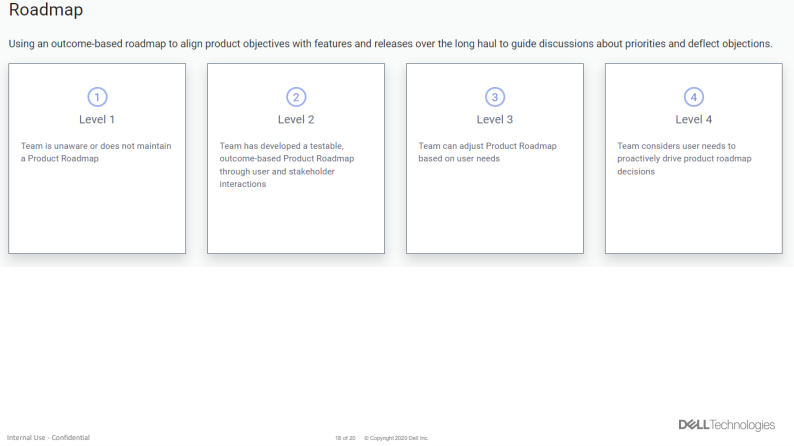 Roadmap
Using an outcome-based roadmap to align product objectives with features and releases over the long haul to guide discussions about priorities and deflect objections.
1
Level 1
Team is unaware or does not maintain
a Product Roadmap
2
Level 2
Team has developed a testable,
outcome-based Product Roadmap
through user and stakeholder
interactions
3
Level 3
Team can adjust Product Roadmap
based on user needs
4
Level 4
Team considers user needs to
proactively drive product roadmap
decisions
DELLTechnologies
Internal Use - Confidential
18 of 20 © Copyright 2020 Dell Inc.